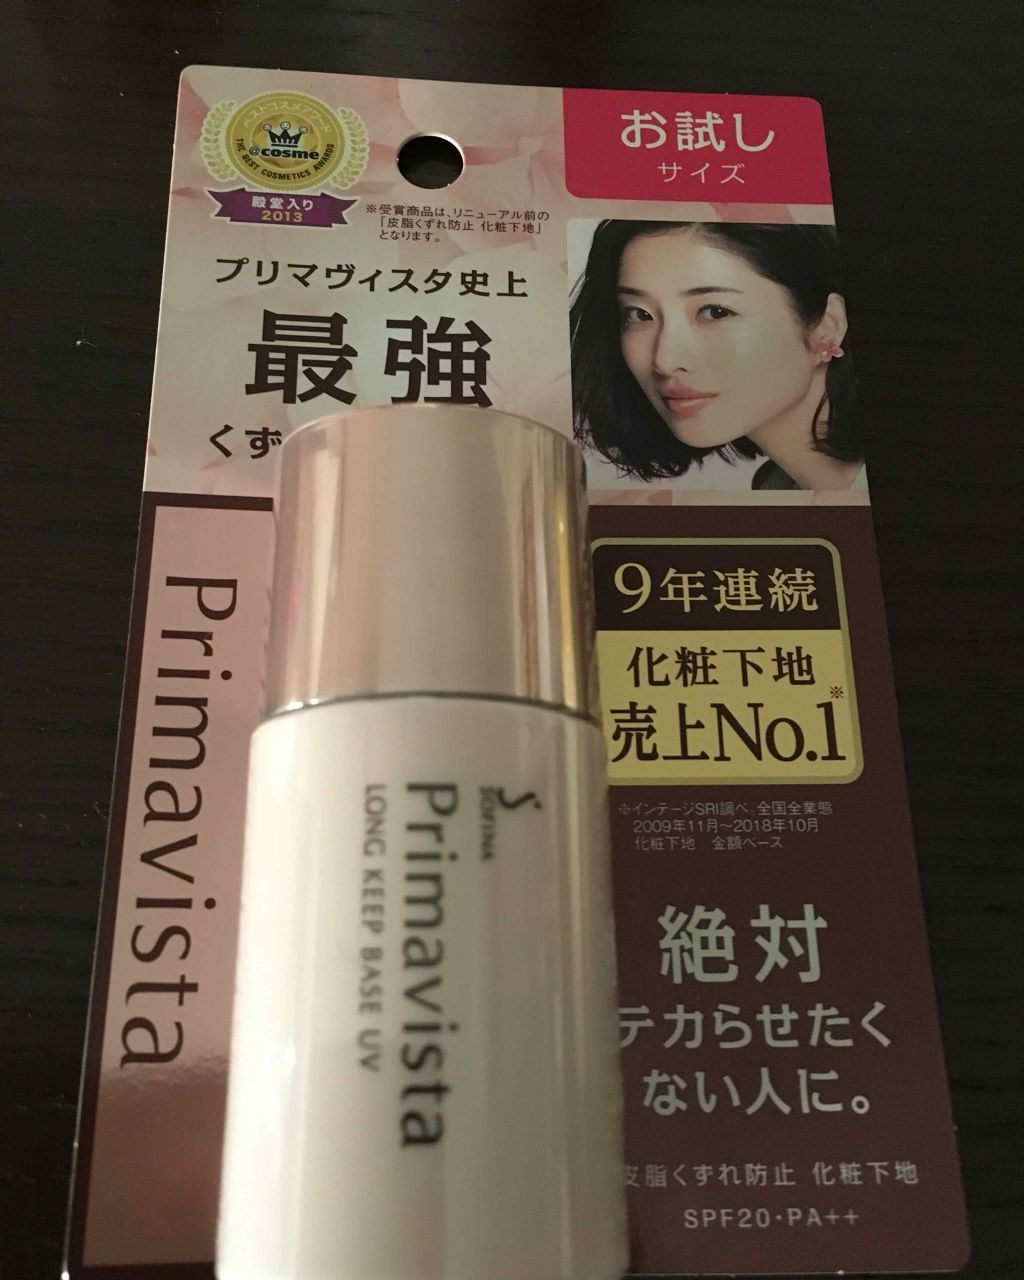 ベストコスメアワード
@cosme
THE BEST COSMETICS AWARDS
殿堂入り
2013
※受賞商品は、リニューアル前の
「皮脂くずれ防止 化粧下地」
となります。
お試し
サイズ
プリマヴィスタ史上
最強
くず
Primavista
9年連続
化粧下地
売上No.1※
※インテージSRI調べ、全国全業態
2009年11月〜2018年10月
化粧下地 金額ベース
絶対
テカらせたく
ない人に。
皮脂くずれ防止 化粧下地
SPF20・PA++
SOFINA
Primavista
LONG KEEP BASE UV